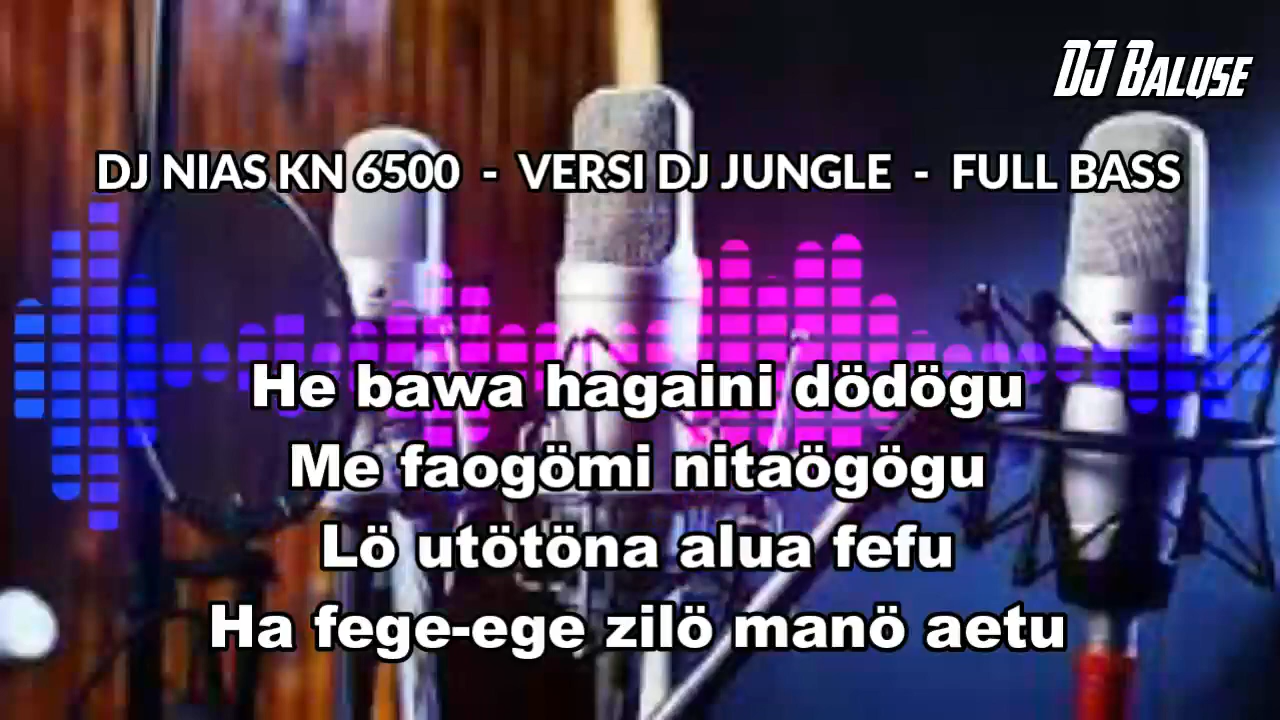 DJ BALUSE
DJ NIAS KN 6500 - VERSI DJ JUNGLE - FULL BASS
He bawa hagaini dödögu
Me faogömi nitaögögu
Lö utötöna alua fefu
Ha fege-ege zilö manö aetu